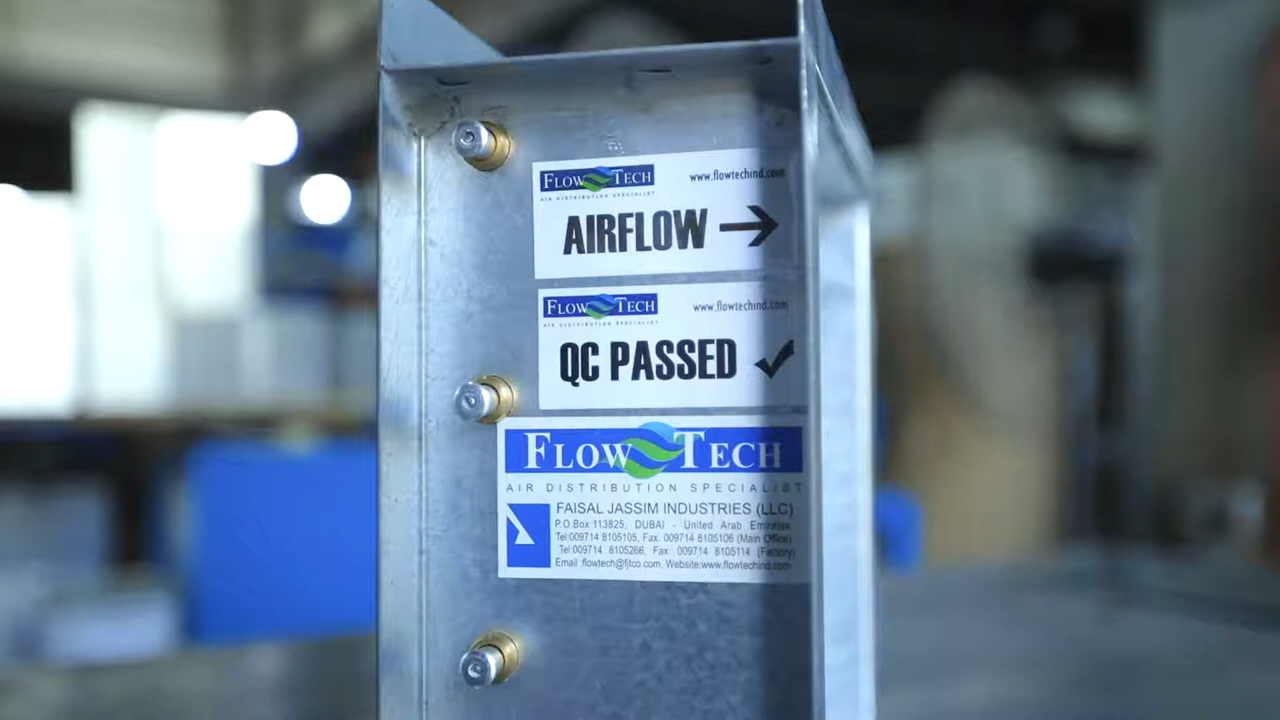 FLOW TECH www.flowtechind.com
AIR DISTRIBUTION SPECIALIST
AIRFLOW →
FLOW TECH www.flowtechind.com
AIR DISTRIBUTION SPECIALIST
QC PASSED ✓
FLOW TECH
AIR DISTRIBUTION SPECIALIST
FAISAL JASSIM INDUSTRIES (LLC)
P.O.Box 113825, DUBAI - United Arab Emirates
Tel:009714 8105105, Fax. 009714 8105106 (Main Office)
Tel:009714 8105266, Fax: 009714 8105114 (Factory)
Email :flowtech@fjtco.com, Website:www.flowtechind.com